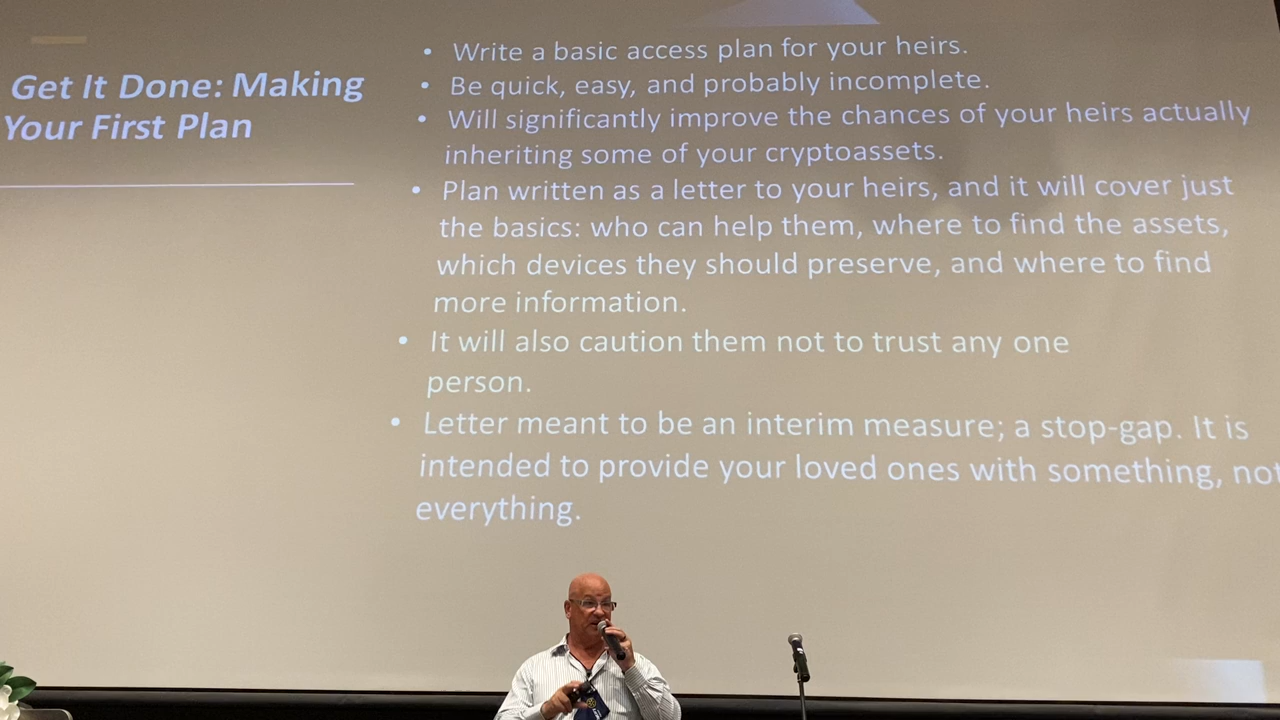 Get It Done: Making
Your First Plan
• Write a basic access plan for your heirs.
• Be quick, easy, and probably incomplete.
• Will significantly improve the chances of your heirs actually
inheriting some of your cryptoassets.
• Plan written as a letter to your heirs, and it will cover just
the basics: who can help them, where to find the assets,
which devices they should preserve, and where to find
more information.
• It will also caution them not to trust any one
person.
• Letter meant to be an interim measure; a stop-gap. It is
intended to provide your loved ones with something, not
everything.